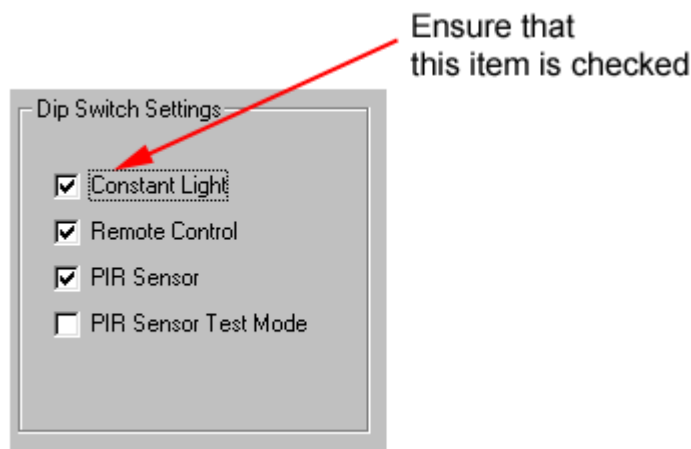 Ensure that
this item is checked
Dip Switch Settings
Constant Light
Remote Control
PIR Sensor
PIR Sensor Test Mode